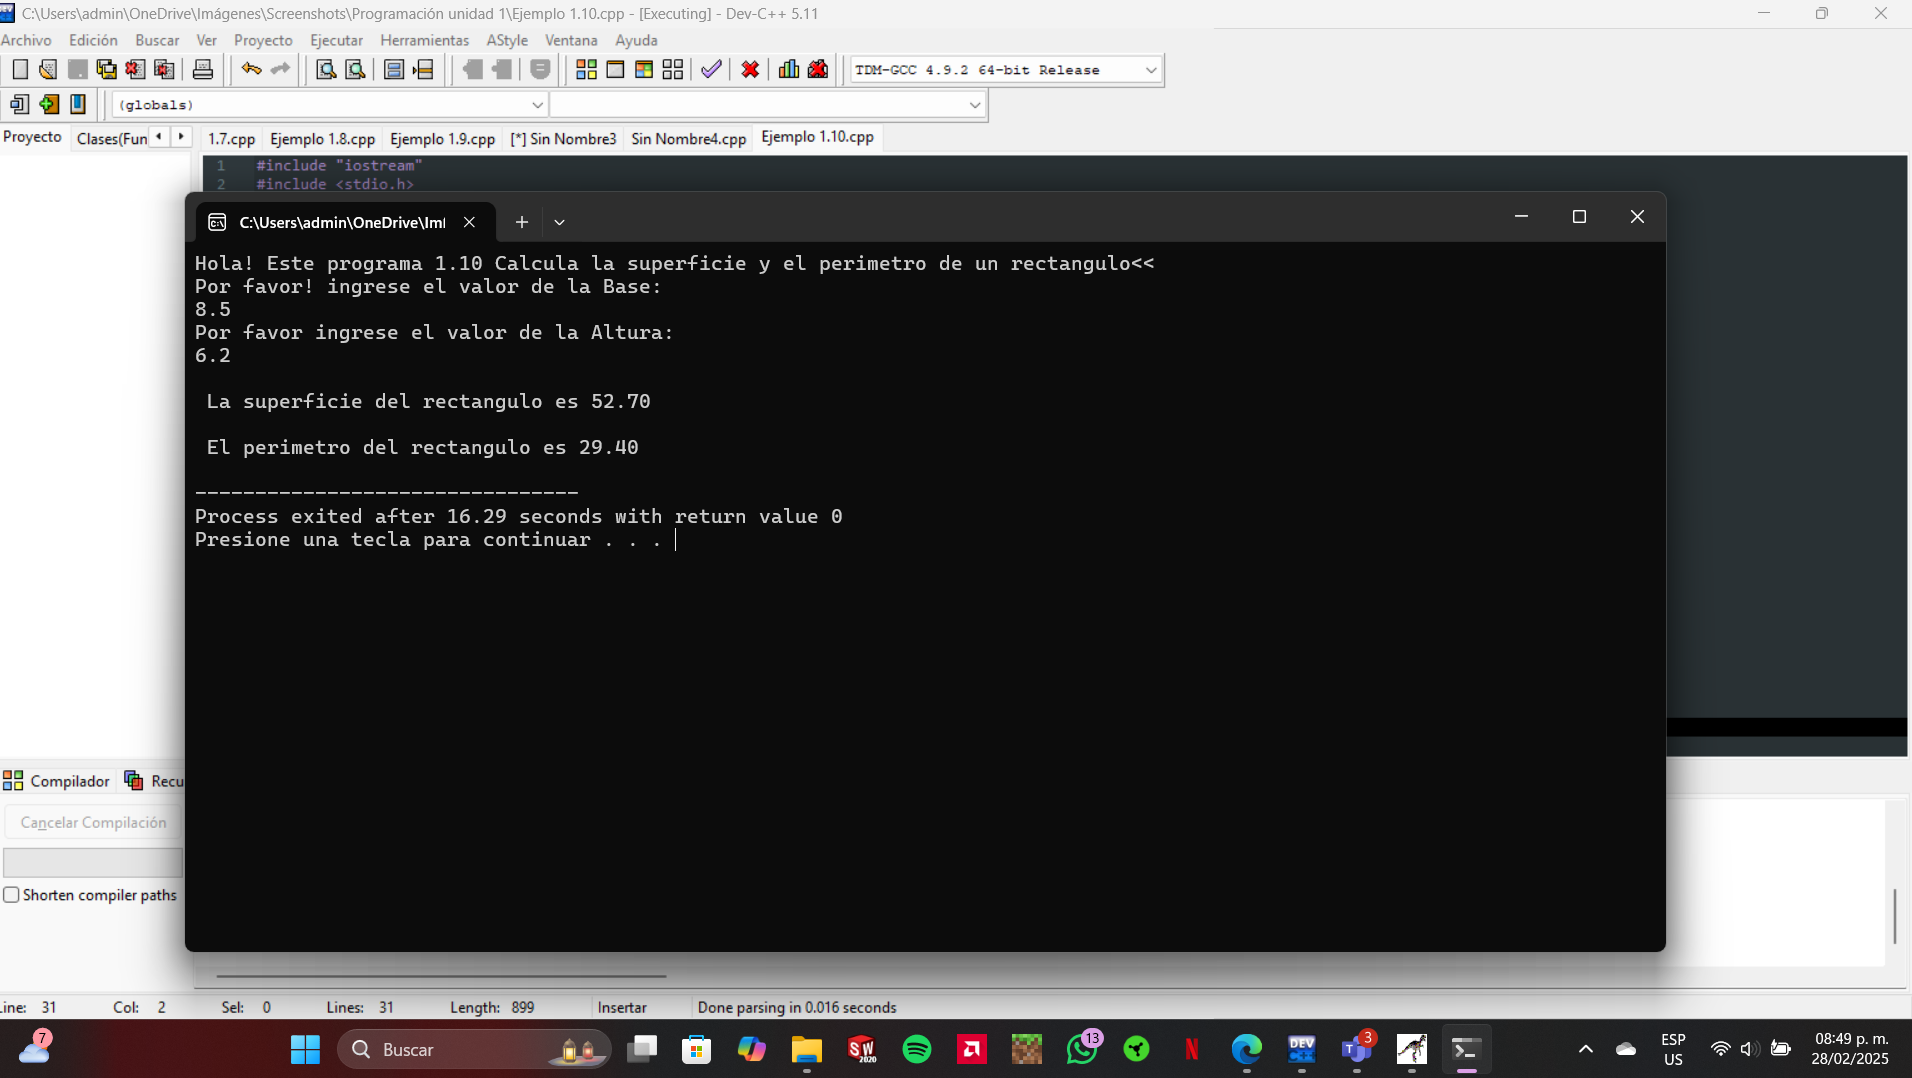 C:\Users\admin\OneDrive\Imágenes\Screenshots\Programación unidad 1\Ejemplo 1.10.cpp - [Executing] - Dev-C++ 5.11
Archivo Edición Buscar Ver Proyecto Ejecutar Herramientas AStyle Ventana Ayuda
TDM-GCC 4.9.2 64-bit Release
(globals)
Proyecto Clases(Fun 1.7.cpp Ejemplo 1.8.cpp Ejemplo 1.9.cpp [*] Sin Nombre3 Sin Nombre4.cpp Ejemplo 1.10.cpp
1 #include "iostream"
2 #include <stdio.h>
C:\Users\admin\OneDrive\Im
Hola! Este programa 1.10 Calcula la superficie y el perimetro de un rectangulo<<
Por favor! ingrese el valor de la Base:
8.5
Por favor ingrese el valor de la Altura:
6.2
La superficie del rectangulo es 52.70
El perimetro del rectangulo es 29.40
--------------------------------
Process exited after 16.29 seconds with return value 0
Presione una tecla para continuar . . .
Compilador Recu
Cancelar Compilación
Shorten compiler paths
Line: 31 Col: 2 Sel: 0 Lines: 31 Length: 899 Insertar Done parsing in 0.016 seconds
7
Buscar
SW 2020
13
N
DEV C++
3
ESP
US
08:49 p. m.
28/02/2025